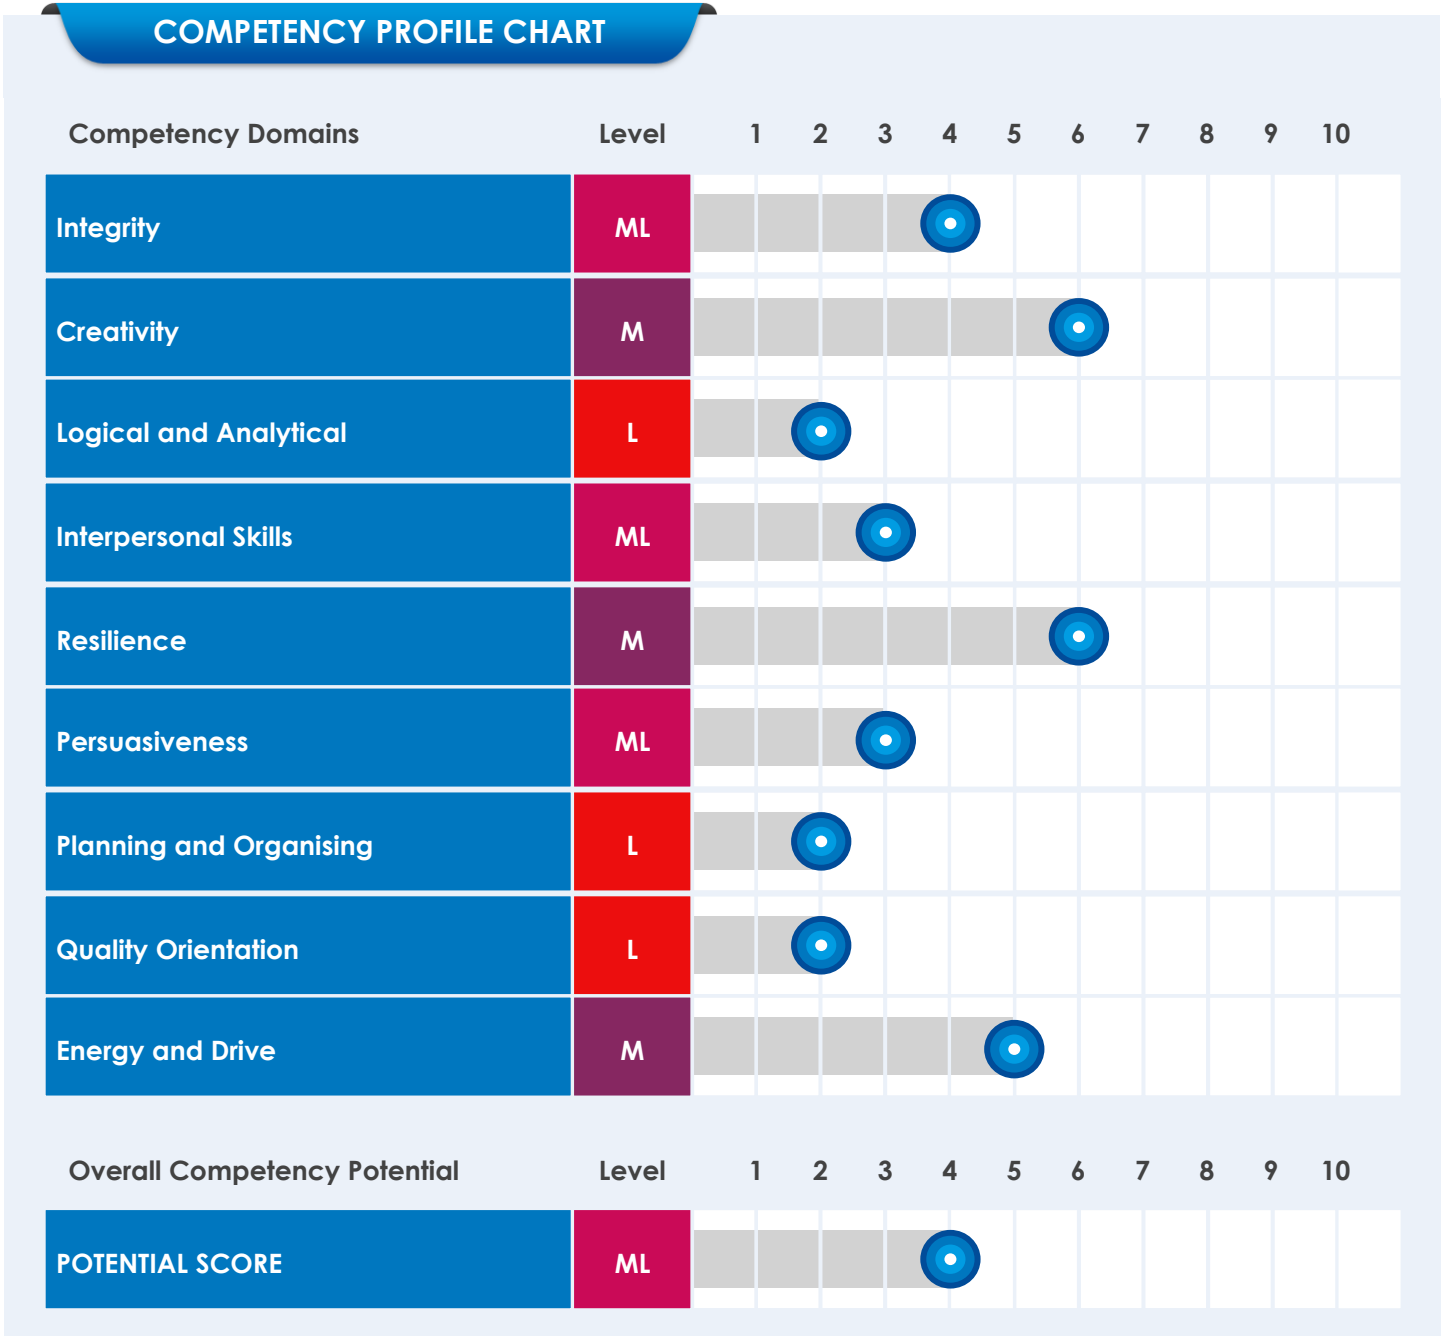 COMPETENCY PROFILE CHART
Competency Domains Level 1 2 3 4 5 6 7 8 9 10
Integrity ML
Creativity M
Logical and Analytical L
Interpersonal Skills ML
Resilience M
Persuasiveness ML
Planning and Organising L
Quality Orientation L
Energy and Drive M
Overall Competency Potential Level 1 2 3 4 5 6 7 8 9 10
POTENTIAL SCORE ML